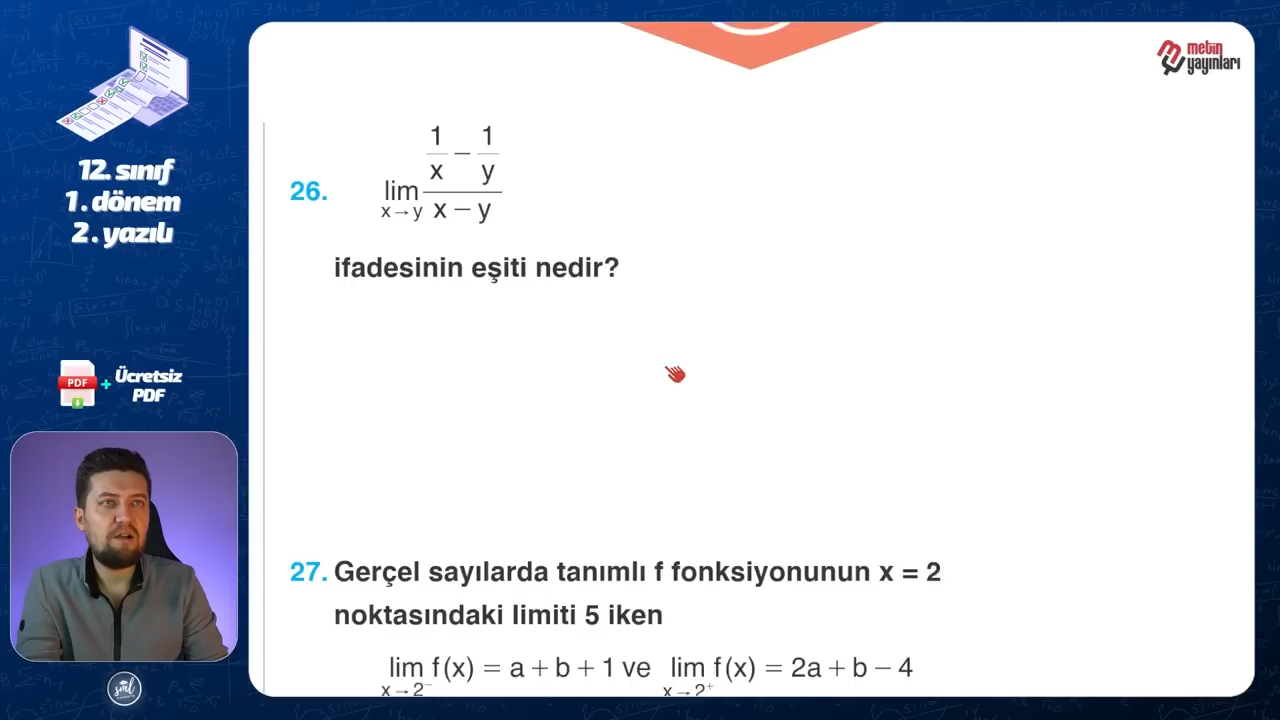 12. sınıf
1. dönem
2. yazılı
PDF
+
Ücretsiz
PDF
sml
metin
yayınları
26. lim x→y (1/x − 1/y) / (x − y)
ifadesinin eşiti nedir?
27. Gerçel sayılarda tanımlı f fonksiyonunun x = 2
noktasındaki limiti 5 iken
lim f(x) = a + b + 1 ve lim f(x) = 2a + b − 4
x→2⁻ x→2⁺